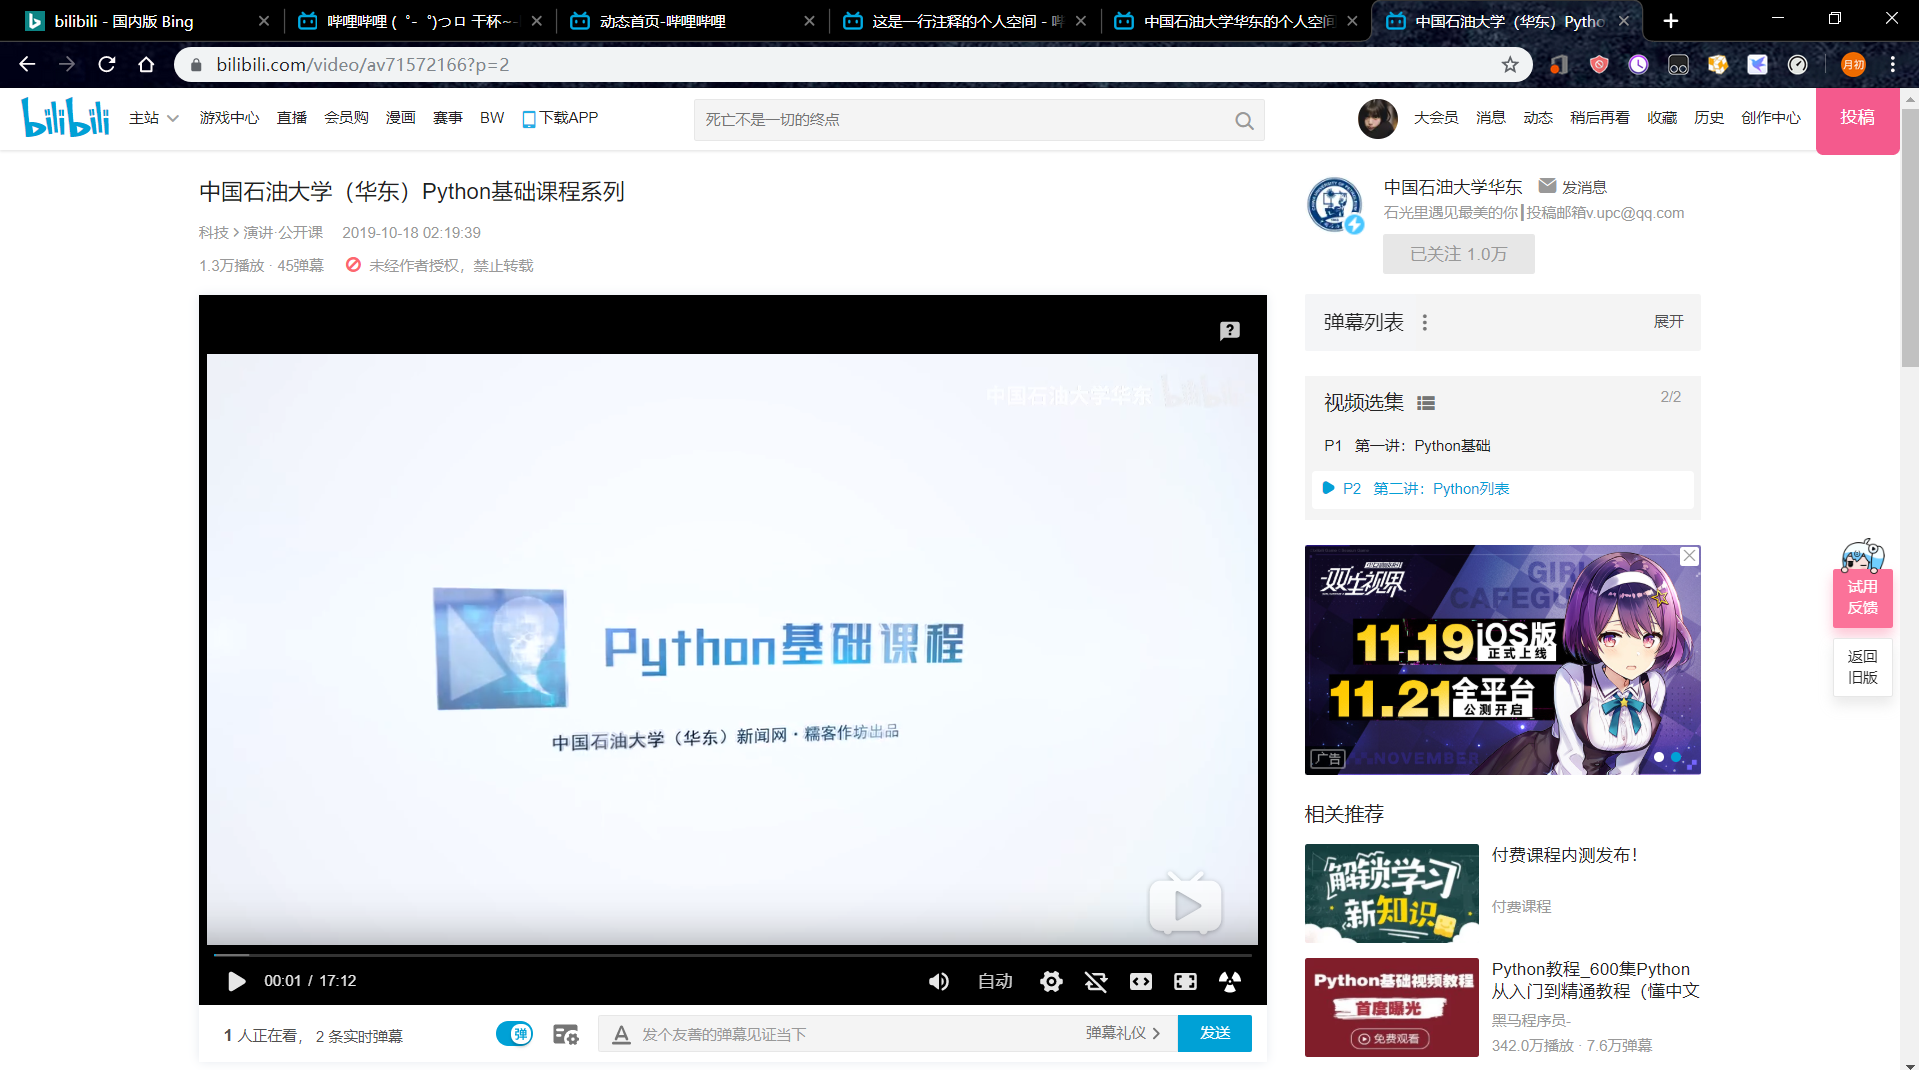 bilibili - 国内版 Bing
哔哩哔哩 (゜-゜)つロ 干杯~-
动态首页-哔哩哔哩
这是一行注释的个人空间 - 哔
中国石油大学华东的个人空间
中国石油大学（华东）Pytho
bilibili.com/video/av71572166?p=2
月初
bilibili
主站
游戏中心
直播
会员购
漫画
赛事
BW
下载APP
死亡不是一切的终点
大会员
消息
动态
稍后再看
收藏
历史
创作中心
投稿
中国石油大学（华东）Python基础课程系列
科技 > 演讲·公开课 2019-10-18 02:19:39
1.3万播放 · 45弹幕 未经作者授权，禁止转载
中国石油大学华东 发消息
石光里遇见最美的你┃投稿邮箱v.upc@qq.com
已关注 1.0万
中国石油大学华东 bilibili
Python基础课程
中国石油大学（华东）新闻网·糯客作坊出品
00:01 / 17:12
自动
1 人正在看， 2 条实时弹幕
弹
发个友善的弹幕见证当下
弹幕礼仪 >
发送
弹幕列表
展开
视频选集
2/2
P1 第一讲：Python基础
P2 第二讲：Python列表
双生视界
GIRL
CAFEGU
11.19 iOS版
正式上线
11.21 全平台
公测开启
NOVEMBER
广告
相关推荐
解锁学习
新知识
付费课程内测发布！
付费课程
Python基础视频教程
首度曝光
免费观看
Python教程_600集Python
从入门到精通教程（懂中文
黑马程序员-
342.0万播放 · 7.6万弹幕
试用
反馈
返回
旧版